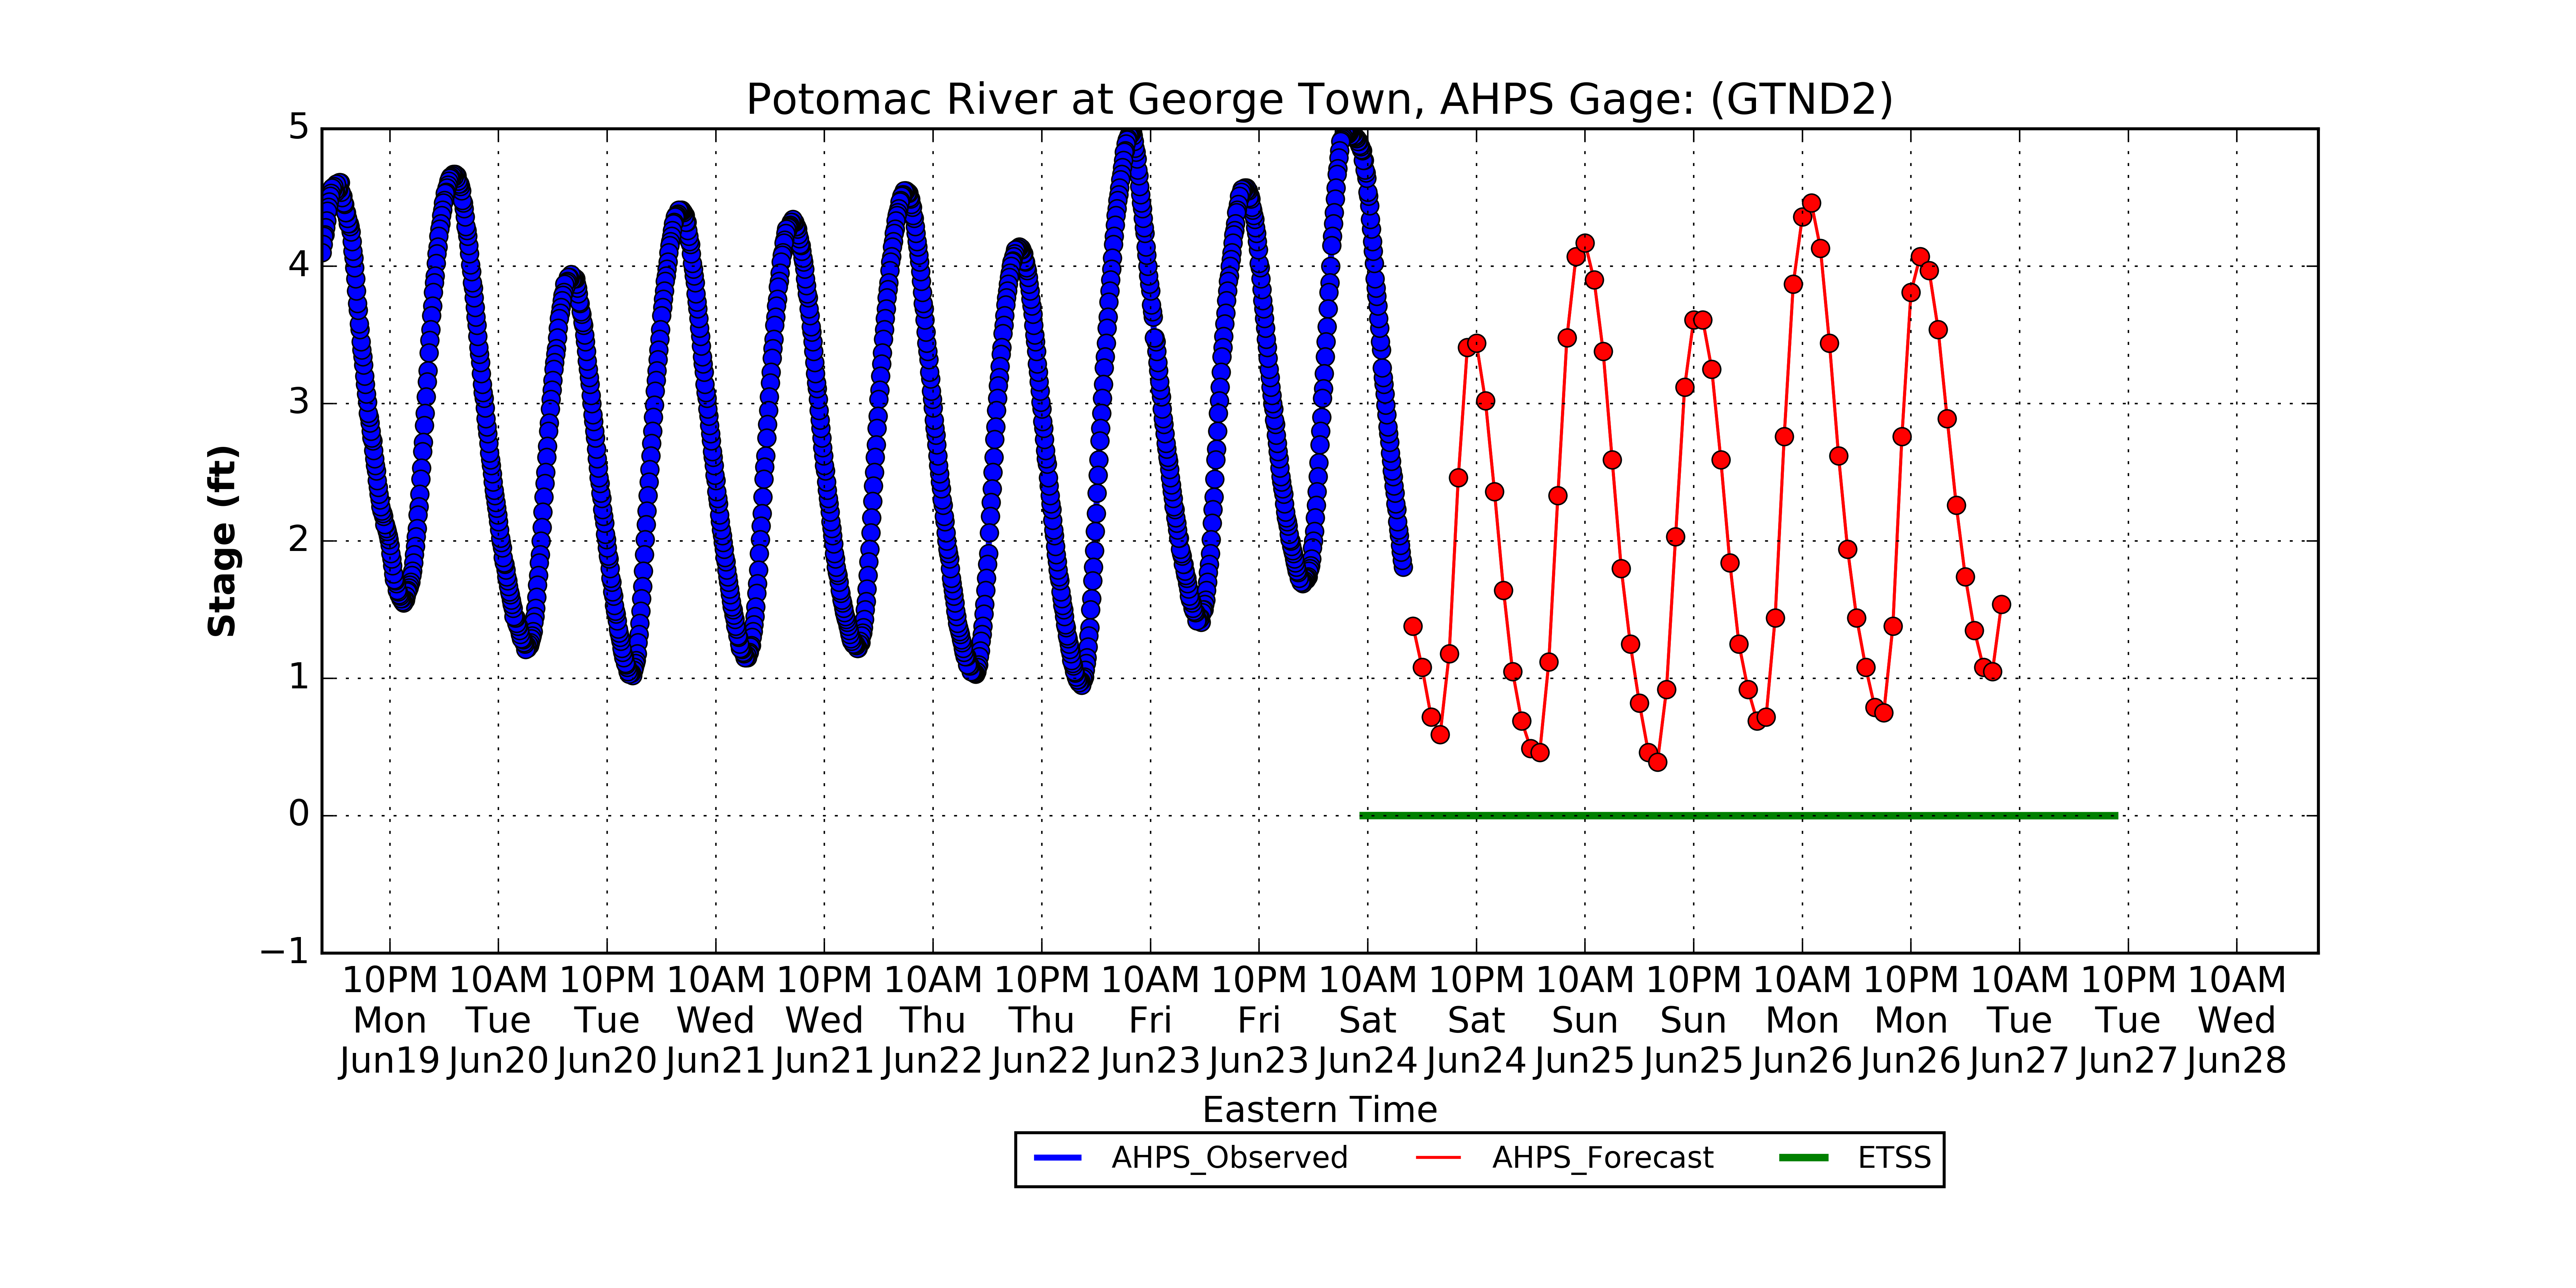 Potomac River at George Town, AHPS Gage: (GTND2)
5
4
3
2
1
0
−1
Stage (ft)
10PM 10AM 10PM 10AM 10PM 10AM 10PM 10AM 10PM 10AM 10PM 10AM 10PM 10AM 10PM 10AM 10PM 10AM
Mon Tue Tue Wed Wed Thu Thu Fri Fri Sat Sat Sun Sun Mon Mon Tue Tue Wed
Jun19 Jun20 Jun20 Jun21 Jun21 Jun22 Jun22 Jun23 Jun23 Jun24 Jun24 Jun25 Jun25 Jun26 Jun26 Jun27 Jun27 Jun28
Eastern Time
AHPS_Observed AHPS_Forecast ETSS